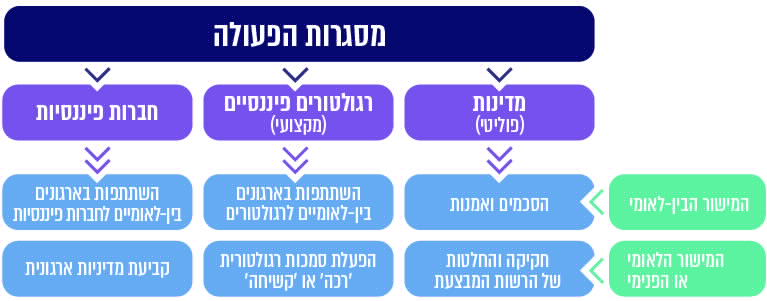 מסגרות הפעולה
מדינות
(פוליטי)
רגולטורים פיננסיים
(מקצועי)
חברות פיננסיות
המישור הבין-לאומי
הסכמים ואמנות
השתתפות בארגונים
בין-לאומיים לרגולטורים
השתתפות בארגונים
בין-לאומיים לחברות פיננסיות
המישור הלאומי
או הפנימי
חקיקה והחלטות
של הרשות המבצעת
הפעלת סמכות רגולטורית
'רכה' או 'קשיחה'
קביעת מדיניות ארגונית